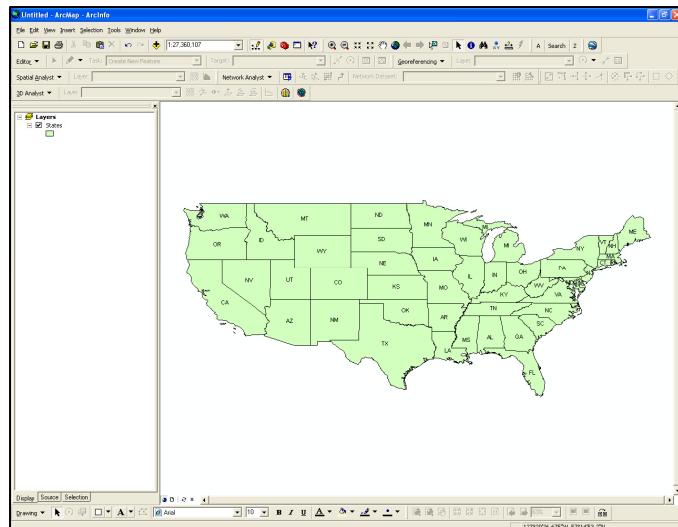 Untitled - ArcMap - ArcInfo
File Edit View Insert Selection Tools Window Help
1:27,360,107
A Search z
Editor Task: Create New Feature Target: Georeferencing Layer:
Spatial Analyst Layer: Network Analyst Network Dataset:
3D Analyst Layer:
Layers
States
WA MT ND MN MI ME
OR ID SD WI MI NY VT NH
WY IA MA
NE PA CT
NV UT CO IL IN OH
CA KS MO WV VA
KY
AZ NM OK AR TN NC
SC
TX MS AL GA
LA
FL
Display Source Selection
Drawing A Arial 10 B I U A